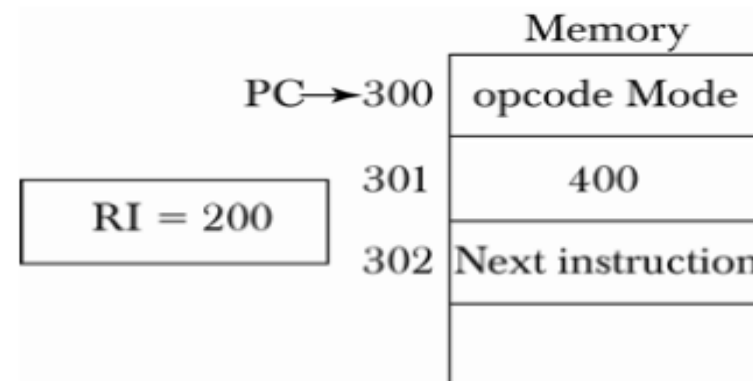 Memory
PC→300 opcode Mode
301 400
RI = 200
302 Next instruction